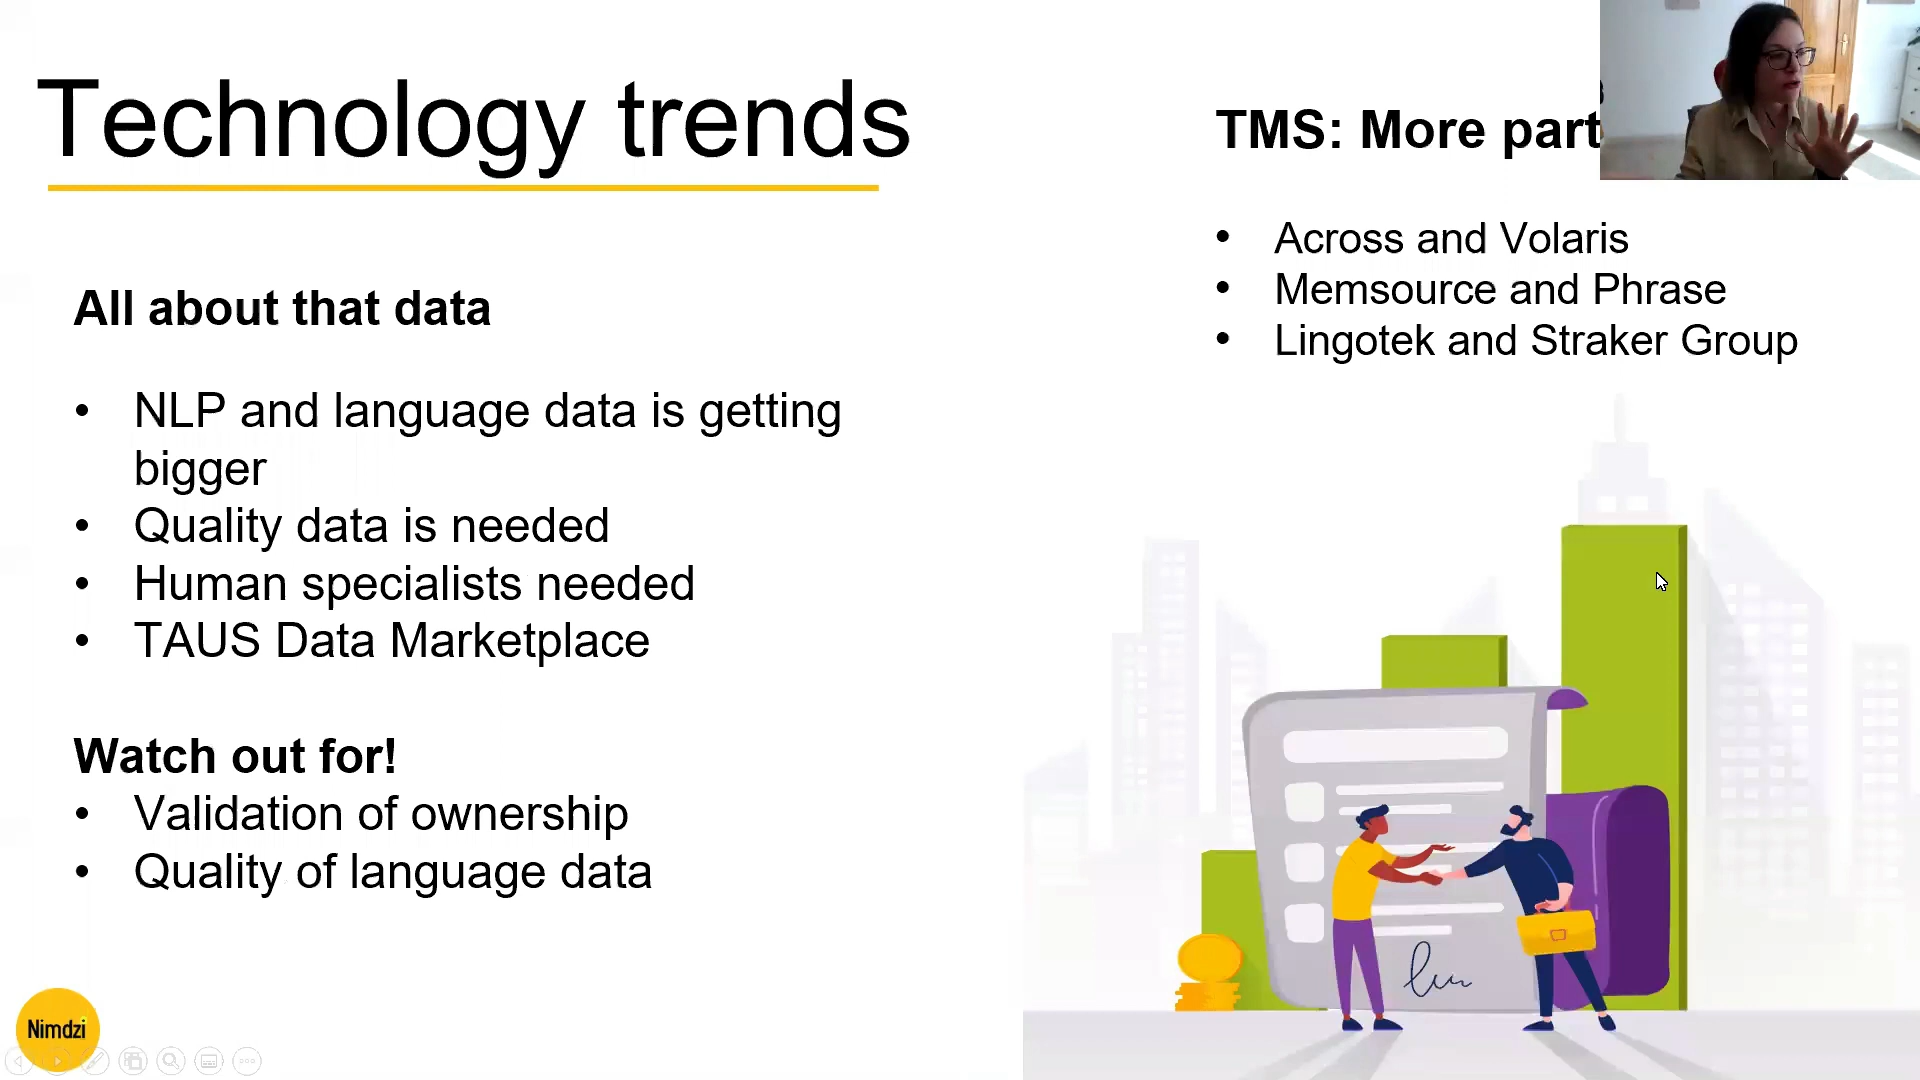 Technology trends
All about that data
• NLP and language data is getting
bigger
• Quality data is needed
• Human specialists needed
• TAUS Data Marketplace
Watch out for!
• Validation of ownership
• Quality of language data
TMS: More part
• Across and Volaris
• Memsource and Phrase
• Lingotek and Straker Group
Nimdzi